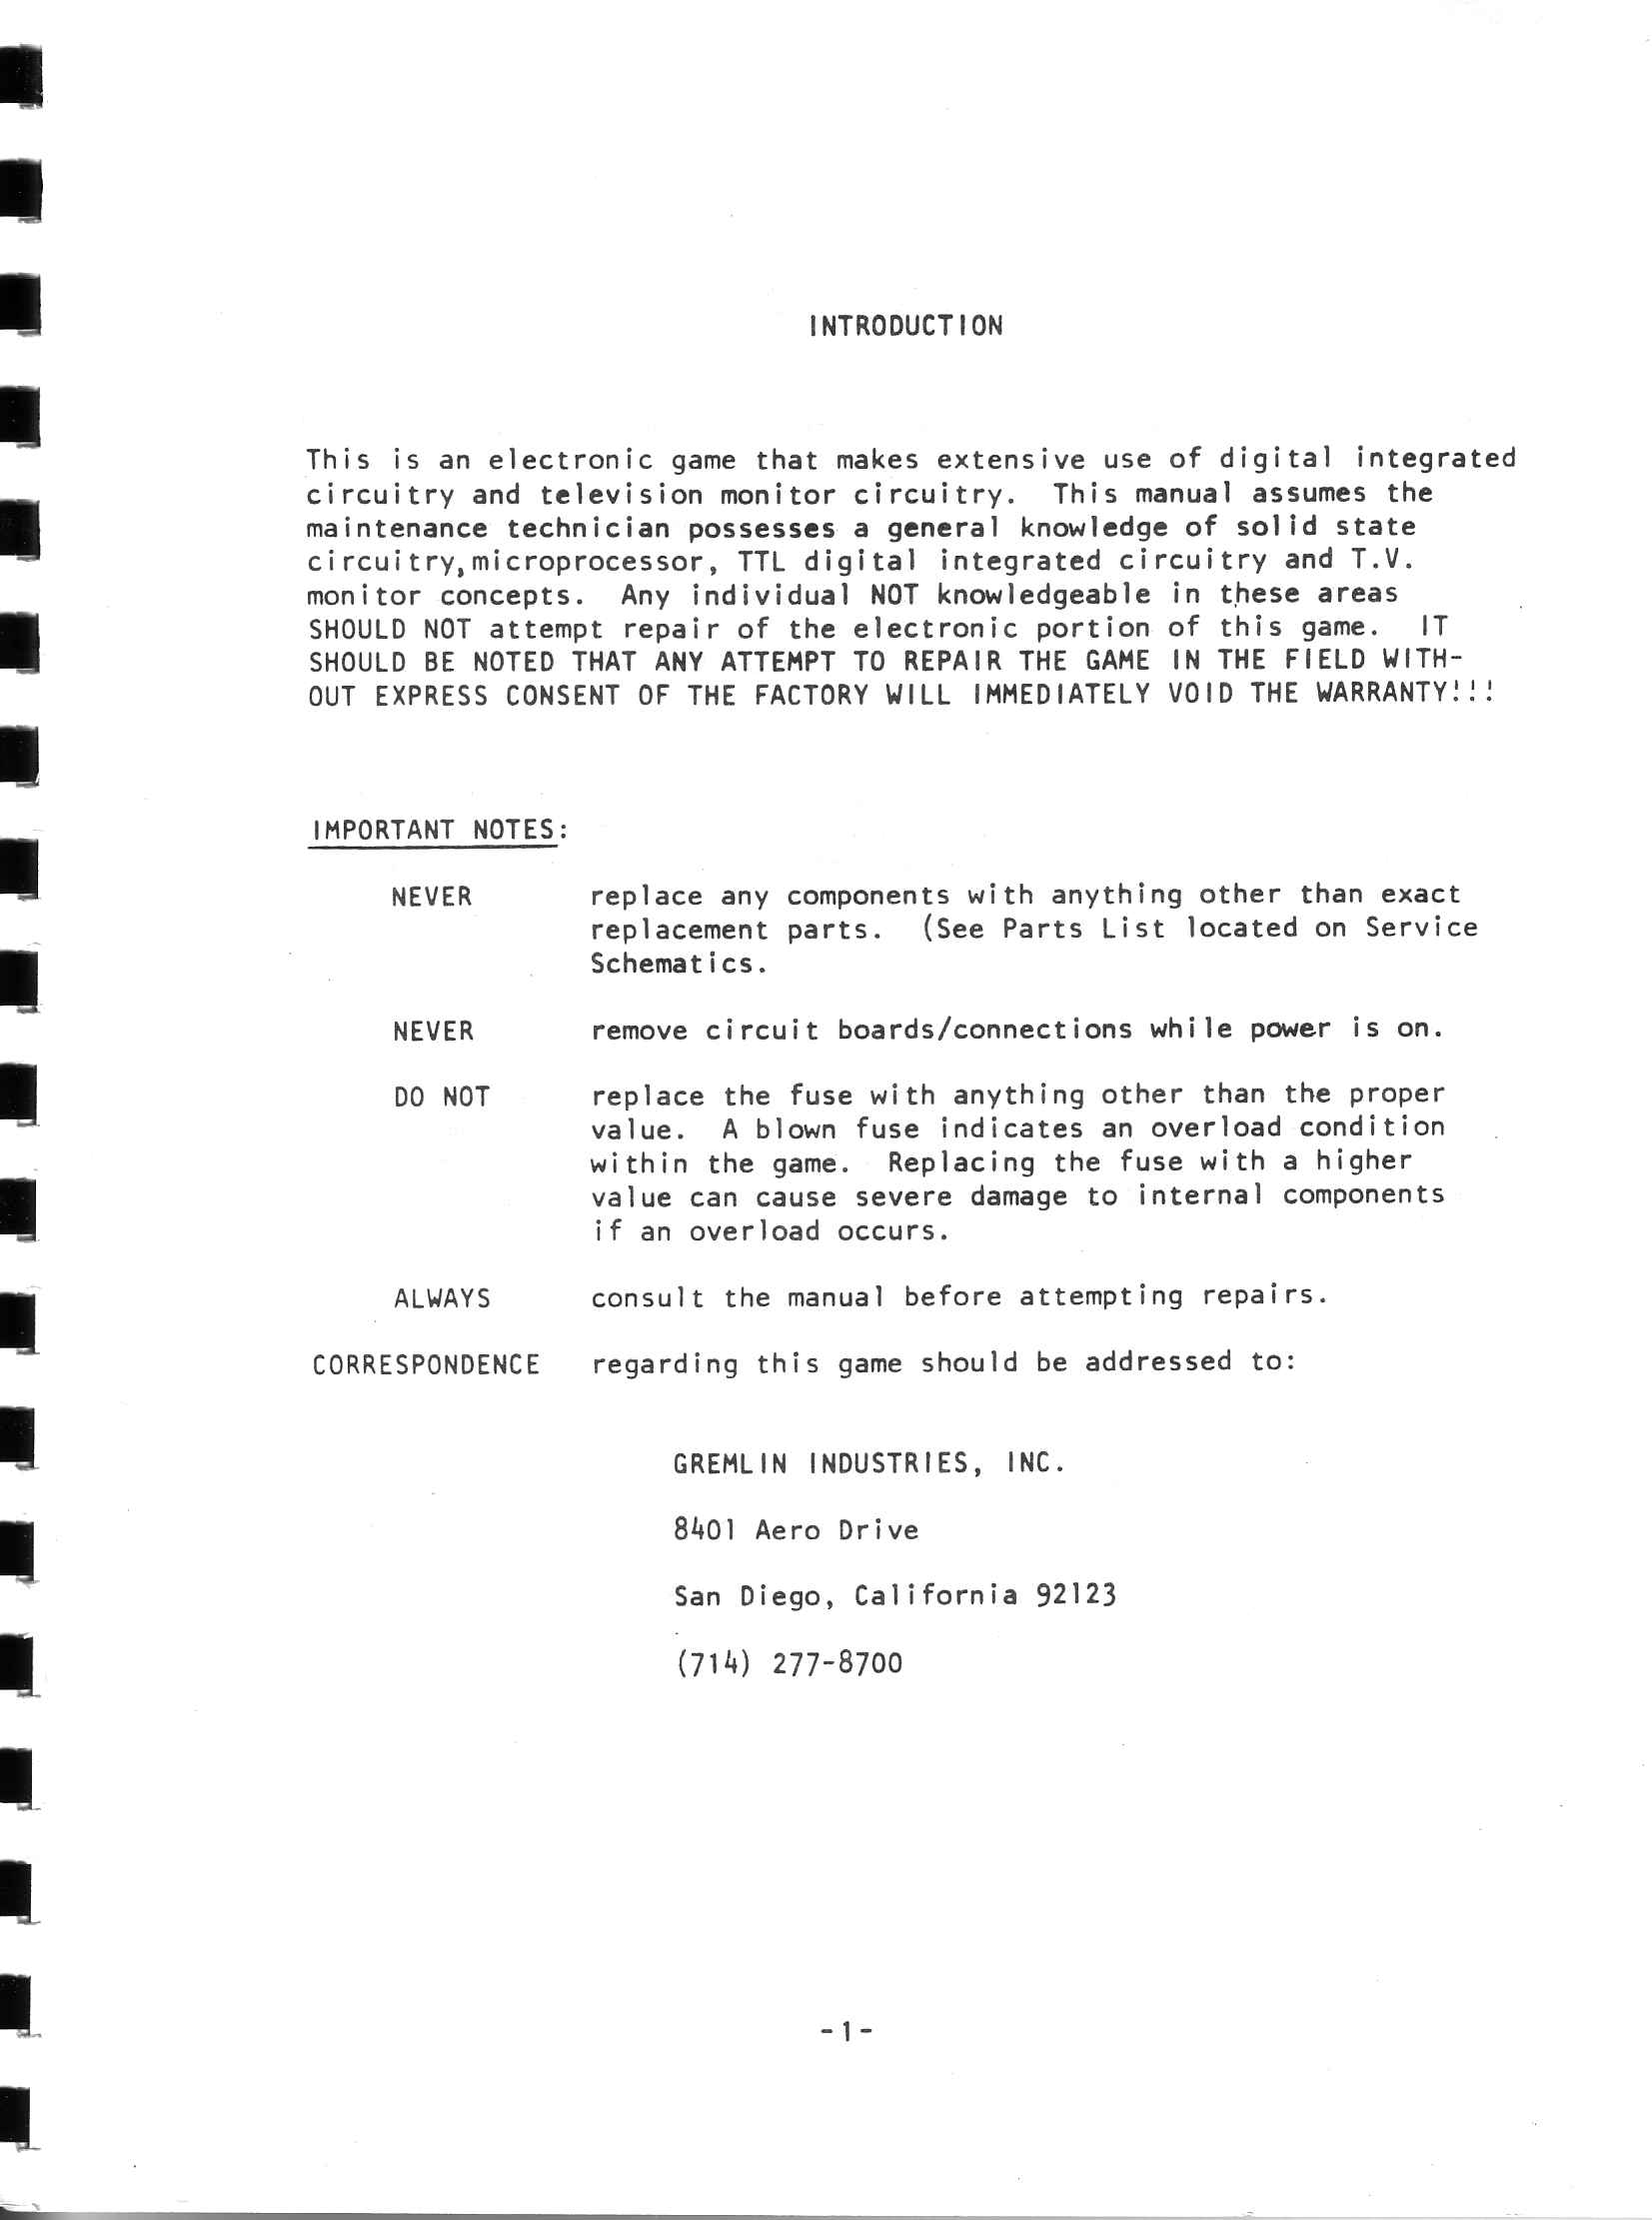 INTRODUCTION
This is an electronic game that makes extensive use of digital integrated
circuitry and television monitor circuitry. This manual assumes the
maintenance technician possesses a general knowledge of solid state
circuitry,microprocessor, TTL digital integrated circuitry and T.V.
monitor concepts. Any individual NOT knowledgeable in these areas
SHOULD NOT attempt repair of the electronic portion of this game. IT
SHOULD BE NOTED THAT ANY ATTEMPT TO REPAIR THE GAME IN THE FIELD WITH-
OUT EXPRESS CONSENT OF THE FACTORY WILL IMMEDIATELY VOID THE WARRANTY!!!
IMPORTANT NOTES:
NEVER replace any components with anything other than exact
replacement parts. (See Parts List located on Service
Schematics.
NEVER remove circuit boards/connections while power is on.
DO NOT replace the fuse with anything other than the proper
value. A blown fuse indicates an overload condition
within the game. Replacing the fuse with a higher
value can cause severe damage to internal components
if an overload occurs.
ALWAYS consult the manual before attempting repairs.
CORRESPONDENCE regarding this game should be addressed to:
GREMLIN INDUSTRIES, INC.
8401 Aero Drive
San Diego, California 92123
(714) 277-8700
-1-